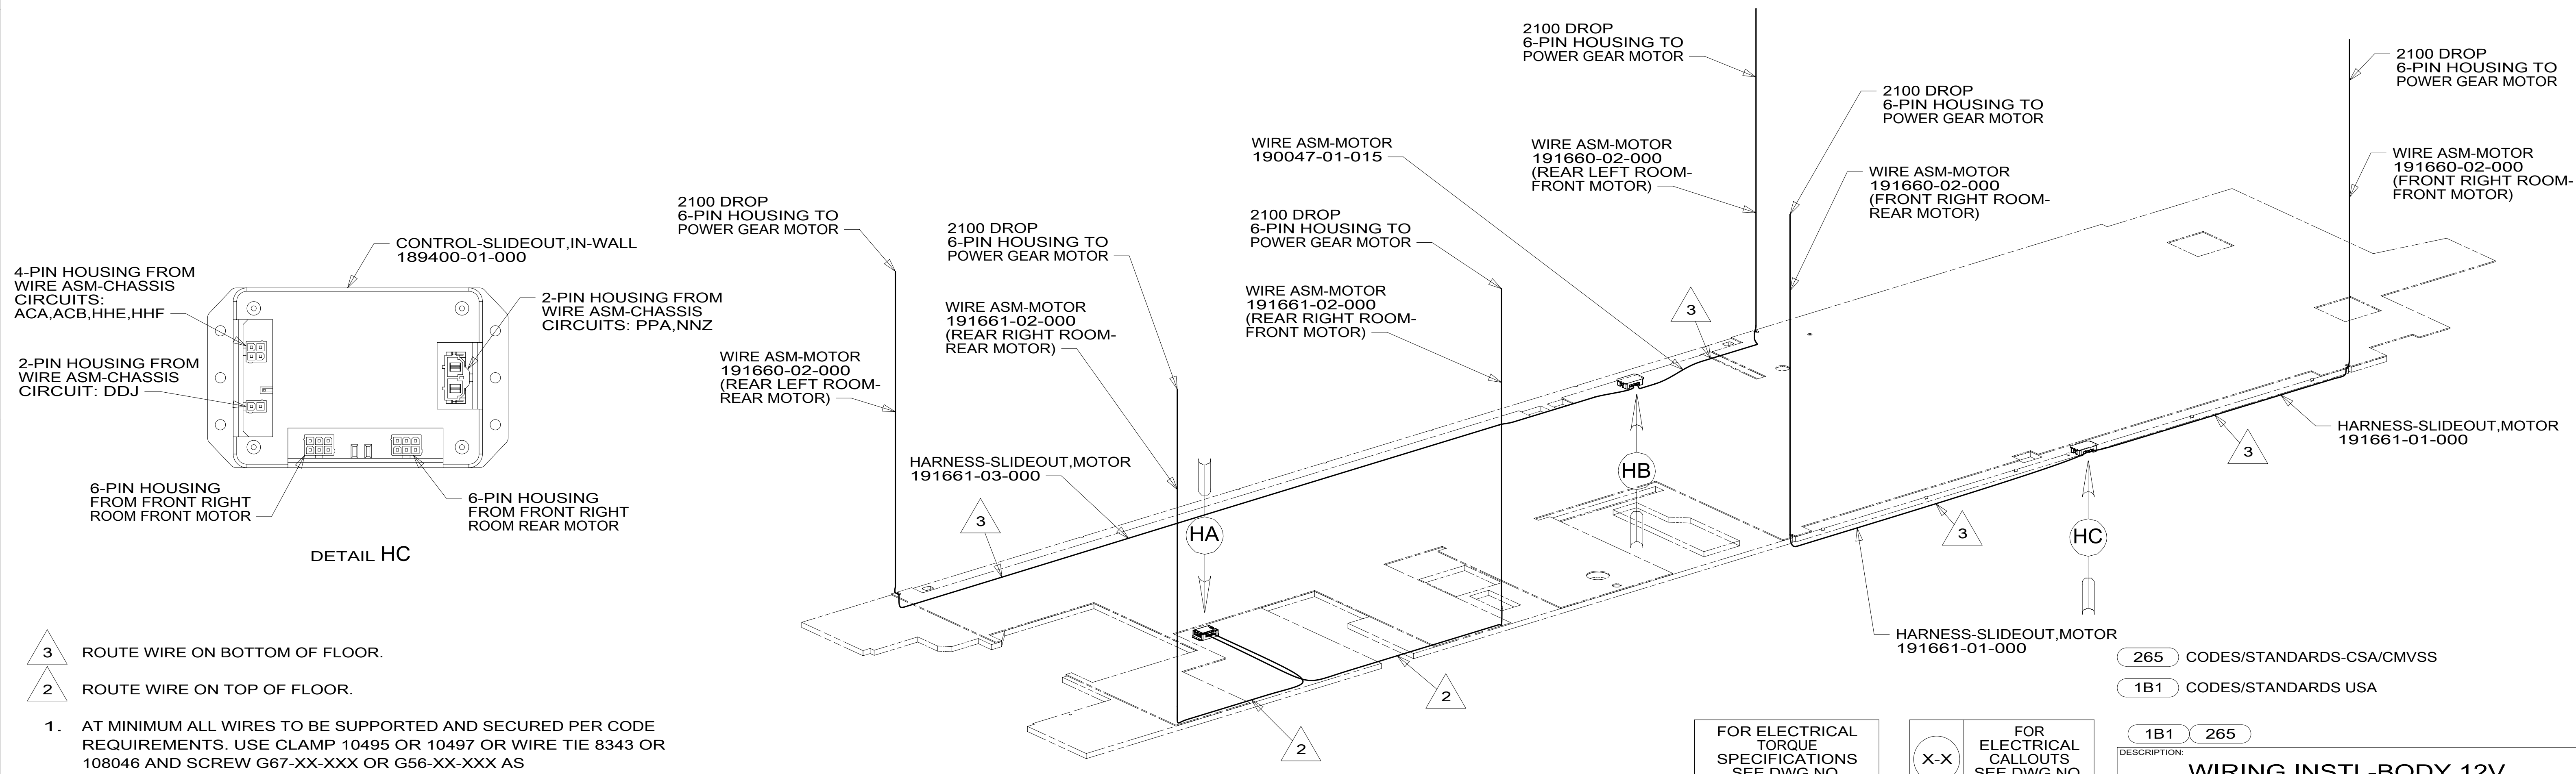 2100 DROP
6-PIN HOUSING TO
POWER GEAR MOTOR
2100 DROP
6-PIN HOUSING TO
POWER GEAR MOTOR
2100 DROP
6-PIN HOUSING TO
POWER GEAR MOTOR
WIRE ASM-MOTOR
190047-01-015
WIRE ASM-MOTOR
191660-02-000
(REAR LEFT ROOM-
FRONT MOTOR)
WIRE ASM-MOTOR
191660-02-000
(FRONT RIGHT ROOM-
REAR MOTOR)
WIRE ASM-MOTOR
191660-02-000
(FRONT RIGHT ROOM-
FRONT MOTOR)
2100 DROP
6-PIN HOUSING TO
POWER GEAR MOTOR
2100 DROP
6-PIN HOUSING TO
POWER GEAR MOTOR
2100 DROP
6-PIN HOUSING TO
POWER GEAR MOTOR
CONTROL-SLIDEOUT,IN-WALL
189400-01-000
4-PIN HOUSING FROM
WIRE ASM-CHASSIS
CIRCUITS:
ACA,ACB,HHE,HHF
2-PIN HOUSING FROM
WIRE ASM-CHASSIS
CIRCUITS: PPA,NNZ
2-PIN HOUSING FROM
WIRE ASM-CHASSIS
CIRCUIT: DDJ
6-PIN HOUSING
FROM FRONT RIGHT
ROOM FRONT MOTOR
6-PIN HOUSING
FROM FRONT RIGHT
ROOM REAR MOTOR
DETAIL HC
WIRE ASM-MOTOR
191660-02-000
(REAR LEFT ROOM-
REAR MOTOR)
WIRE ASM-MOTOR
191661-02-000
(REAR RIGHT ROOM-
REAR MOTOR)
WIRE ASM-MOTOR
191661-02-000
(REAR RIGHT ROOM-
FRONT MOTOR)
3
HARNESS-SLIDEOUT,MOTOR
191661-03-000
3
HA
HB
HC
3
3
HARNESS-SLIDEOUT,MOTOR
191661-01-000
HARNESS-SLIDEOUT,MOTOR
191661-01-000
2
2
3 ROUTE WIRE ON BOTTOM OF FLOOR.
2 ROUTE WIRE ON TOP OF FLOOR.
1. AT MINIMUM ALL WIRES TO BE SUPPORTED AND SECURED PER CODE
REQUIREMENTS. USE CLAMP 10495 OR 10497 OR WIRE TIE 8343 OR
108046 AND SCREW G67-XX-XXX OR G56-XX-XXX AS
265 CODES/STANDARDS-CSA/CMVSS
1B1 CODES/STANDARDS USA
1B1 265
FOR ELECTRICAL
TORQUE
SPECIFICATIONS
SEE DWG NO.
X-X
FOR
ELECTRICAL
CALLOUTS
SEE DWG NO.
DESCRIPTION:
WIRING INSTL-BODY 12V